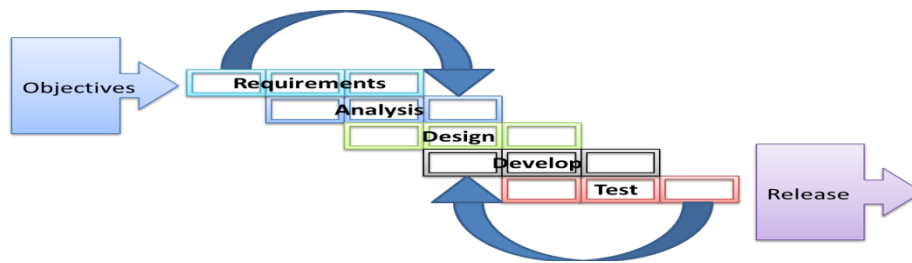 Objectives
Requirements
Analysis
Design
Develop
Test
Release